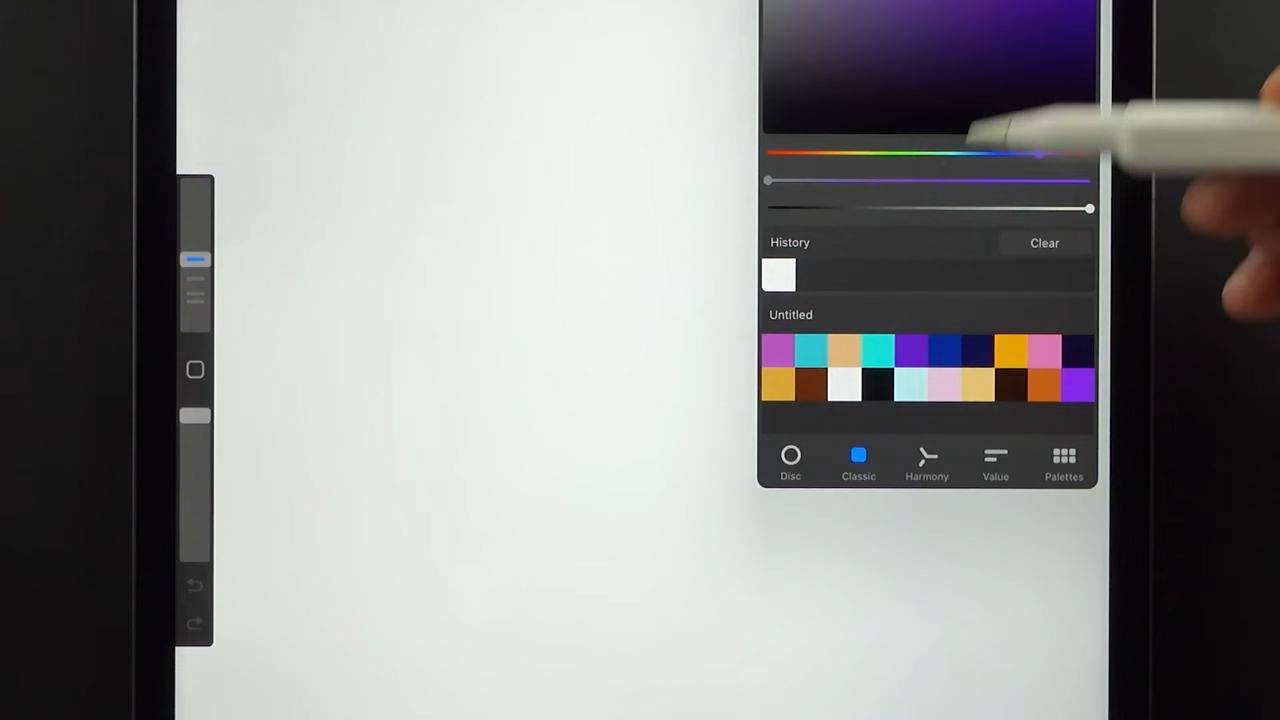 History
Clear
Untitled
Disc
Classic
Harmony
Value
Palettes